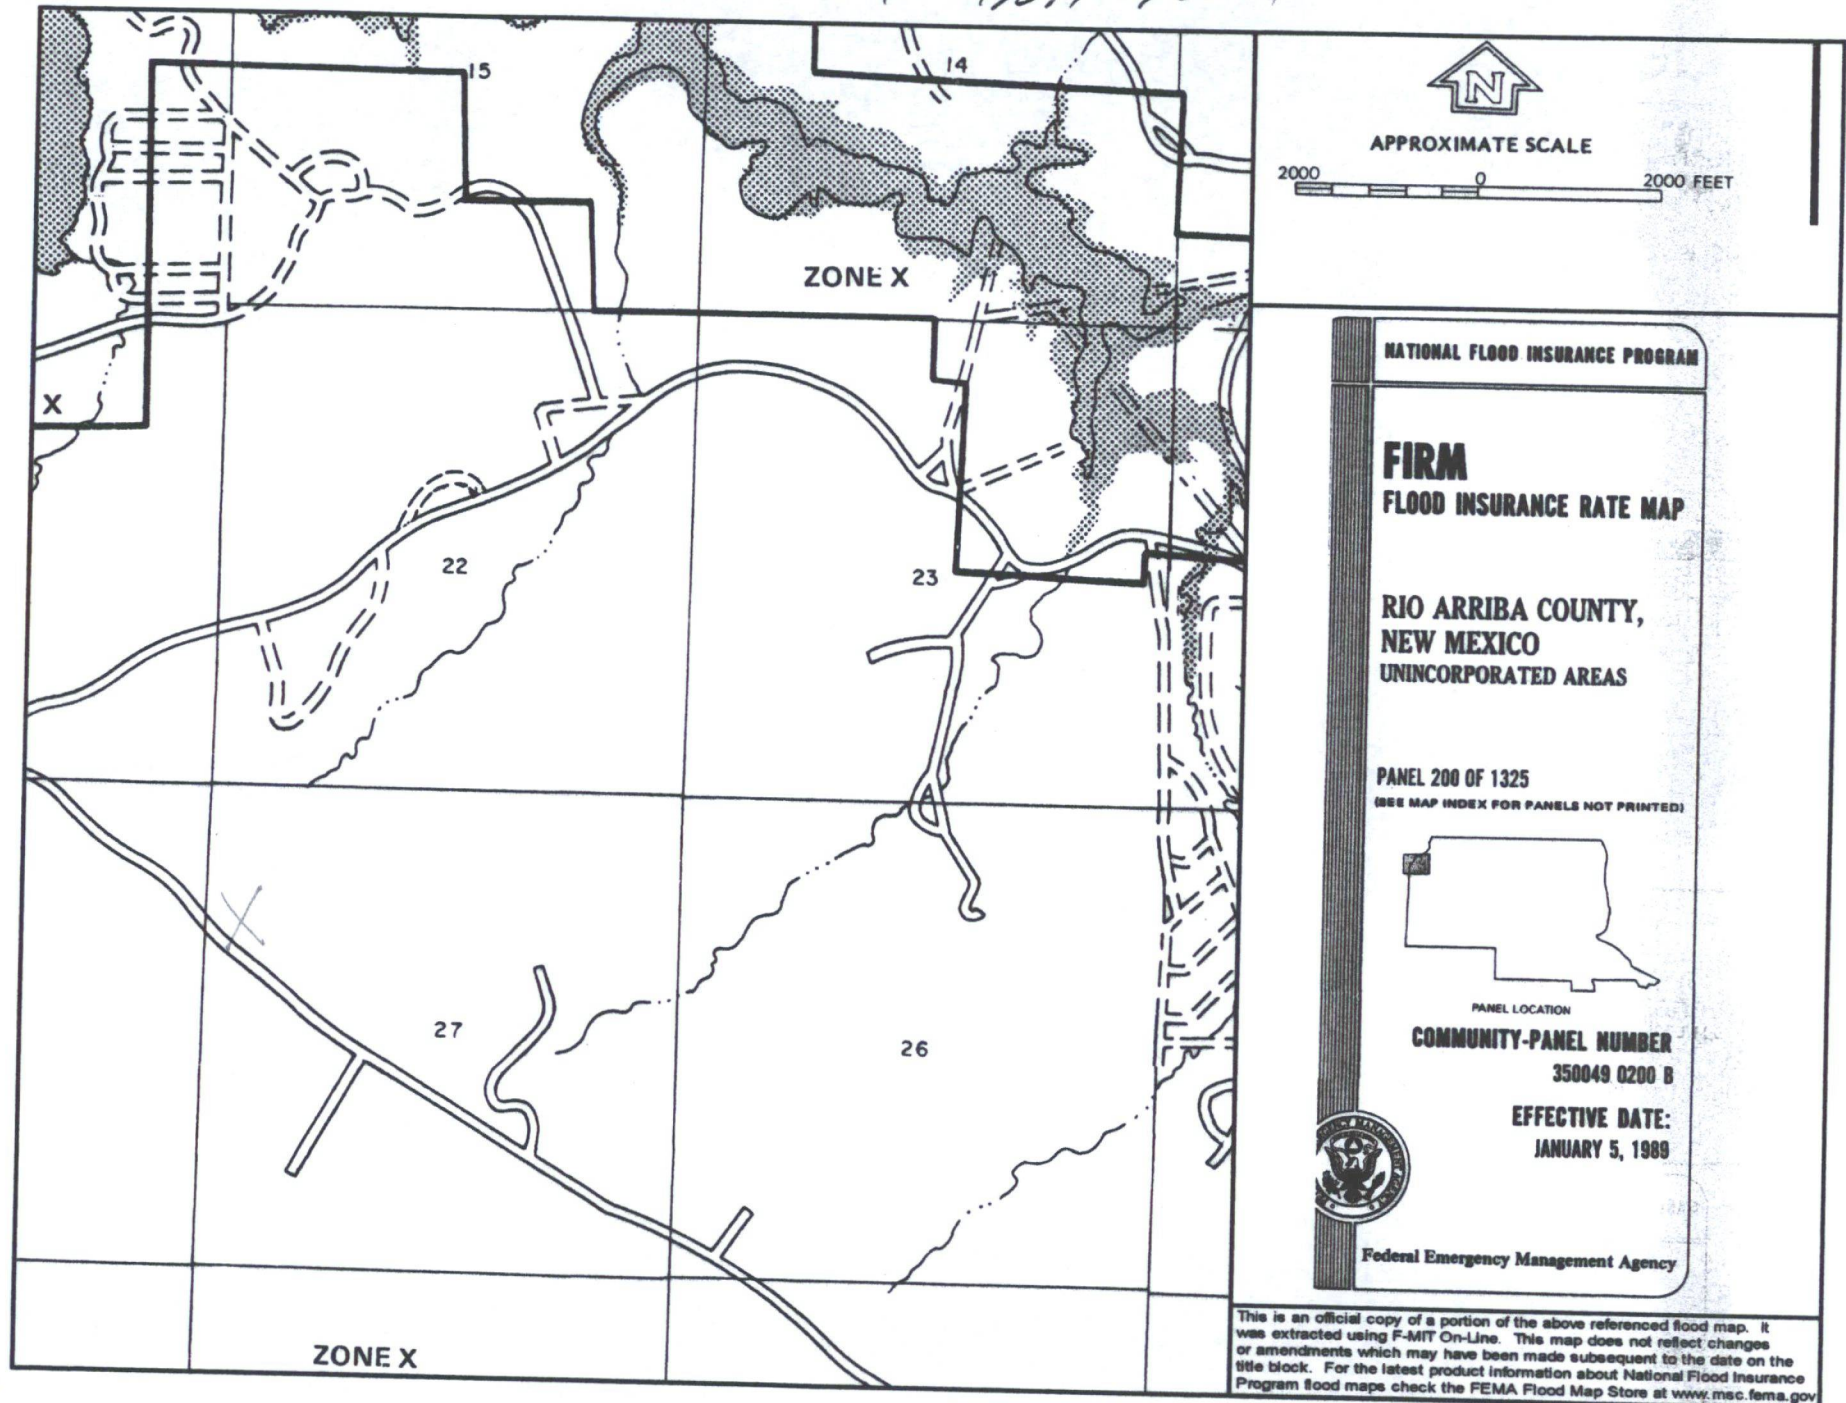 15
14
ZONE X
X
22
23
27
26
ZONE X
N
APPROXIMATE SCALE
2000 0 2000 FEET
NATIONAL FLOOD INSURANCE PROGRAM
FIRM
FLOOD INSURANCE RATE MAP
RIO ARRIBA COUNTY,
NEW MEXICO
UNINCORPORATED AREAS
PANEL 200 OF 1325
(SEE MAP INDEX FOR PANELS NOT PRINTED)
PANEL LOCATION
COMMUNITY-PANEL NUMBER
350049 0200 B
EFFECTIVE DATE:
JANUARY 5, 1989
Federal Emergency Management Agency
This is an official copy of a portion of the above referenced flood map. It
was extracted using F-MIT On-Line. This map does not reflect changes
or amendments which may have been made subsequent to the date on the
title block. For the latest product information about National Flood Insurance
Program flood maps check the FEMA Flood Map Store at www.msc.fema.gov